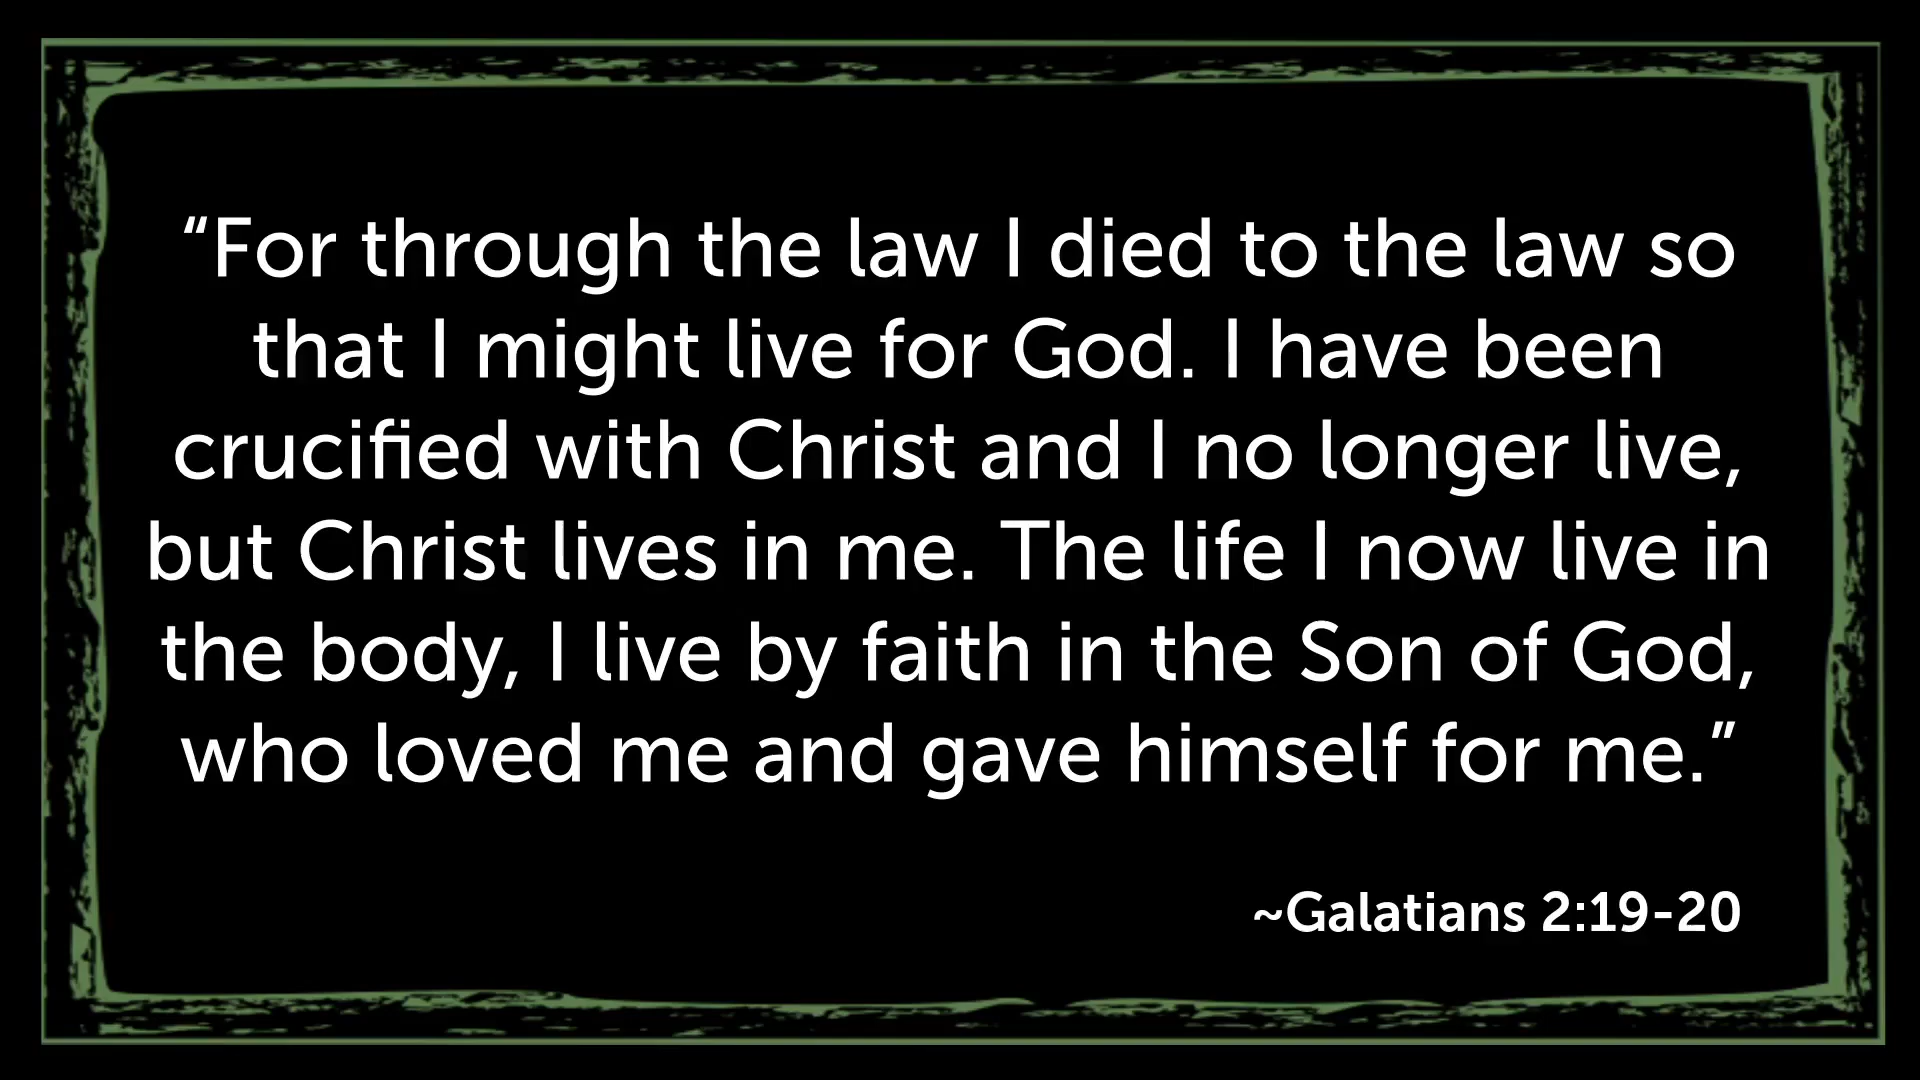 “For through the law I died to the law so
that I might live for God. I have been
crucified with Christ and I no longer live,
but Christ lives in me. The life I now live in
the body, I live by faith in the Son of God,
who loved me and gave himself for me.”
~Galatians 2:19-20